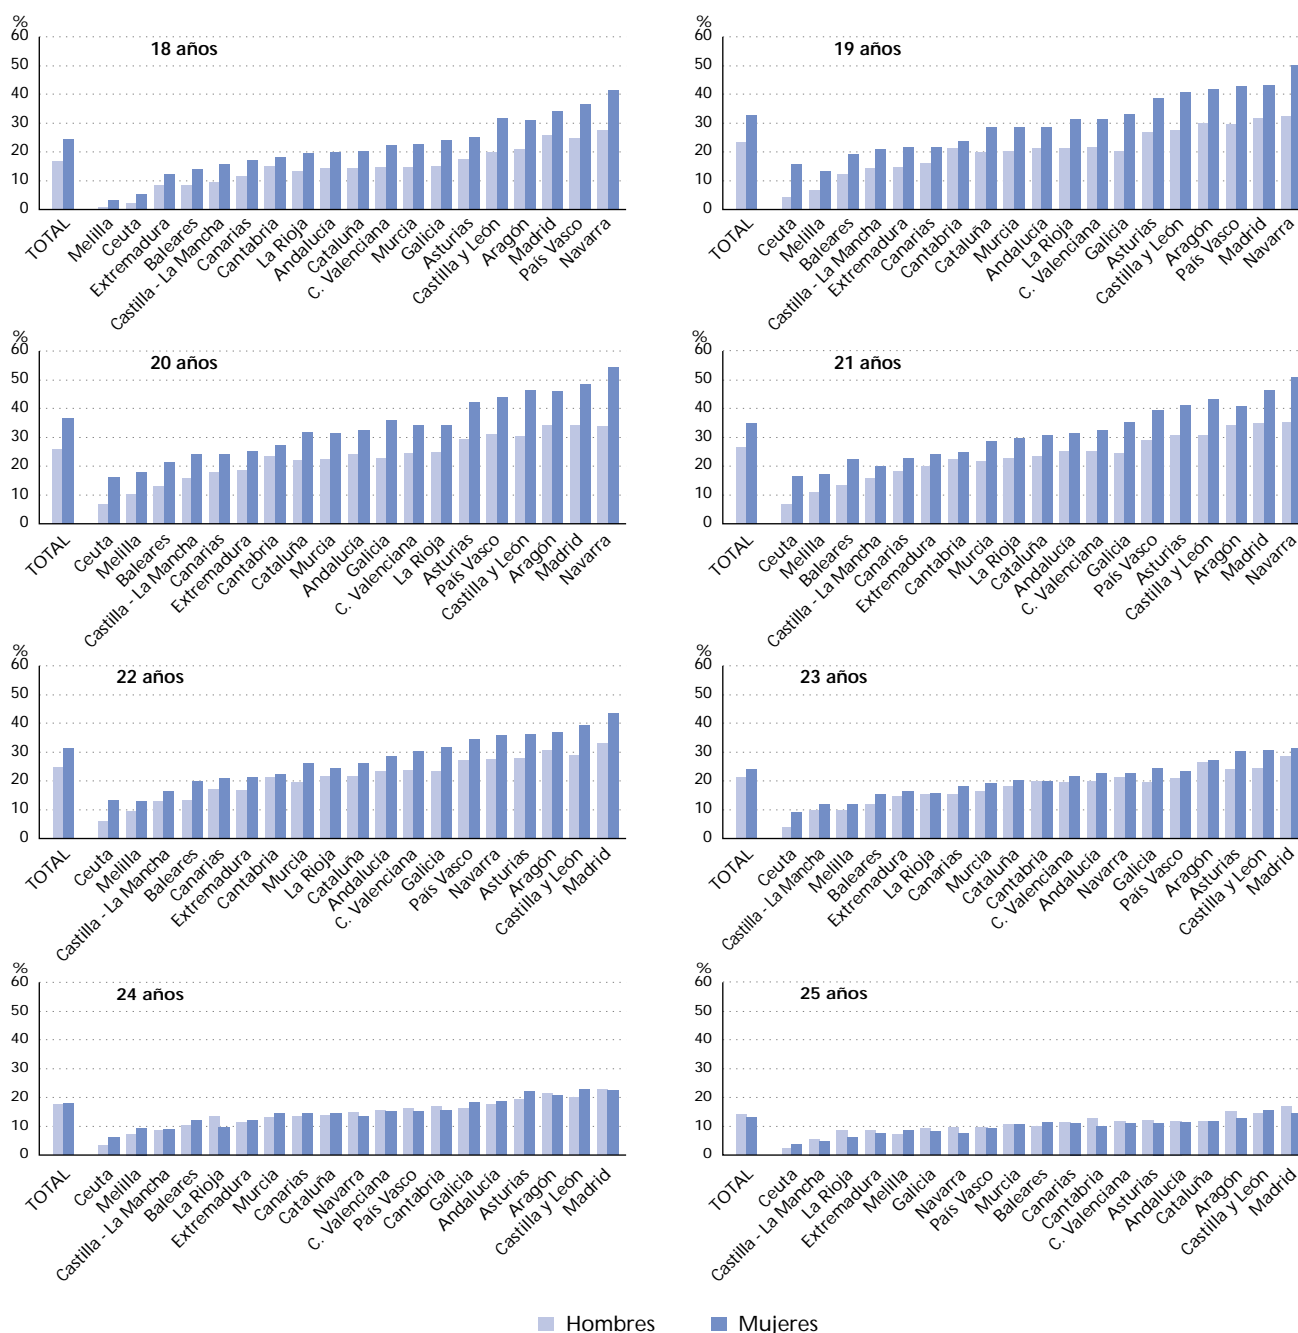 %
60
50
40
30
20
10
0
18 años
TOTAL
Melilla
Ceuta
Extremadura
Baleares
Castilla - La Mancha
Canarias
Cantabria
La Rioja
Andalucía
Cataluña
C. Valenciana
Murcia
Galicia
Asturias
Castilla y León
Aragón
Madrid
País Vasco
Navarra
%
60
50
40
30
20
10
0
19 años
TOTAL
Ceuta
Melilla
Baleares
Castilla - La Mancha
Extremadura
Canarias
Cantabria
Cataluña
Murcia
Andalucía
La Rioja
C. Valenciana
Galicia
Asturias
Castilla y León
Aragón
País Vasco
Madrid
Navarra
%
60
50
40
30
20
10
0
20 años
TOTAL
Ceuta
Melilla
Baleares
Castilla - La Mancha
Canarias
Extremadura
Cantabria
Cataluña
Murcia
Andalucía
Galicia
C. Valenciana
La Rioja
Asturias
País Vasco
Castilla y León
Aragón
Madrid
Navarra
%
60
50
40
30
20
10
0
21 años
TOTAL
Ceuta
Melilla
Baleares
Castilla - La Mancha
Canarias
Extremadura
Cantabria
Murcia
La Rioja
Cataluña
Andalucía
C. Valenciana
Galicia
País Vasco
Asturias
Castilla y León
Aragón
Madrid
Navarra
%
60
50
40
30
20
10
0
22 años
TOTAL
Ceuta
Melilla
Castilla - La Mancha
Baleares
Canarias
Extremadura
Cantabria
Murcia
La Rioja
Cataluña
Andalucía
C. Valenciana
Galicia
País Vasco
Navarra
Asturias
Aragón
Castilla y León
Madrid
%
60
50
40
30
20
10
0
23 años
TOTAL
Ceuta
Castilla - La Mancha
Melilla
Baleares
Extremadura
La Rioja
Canarias
Murcia
Cataluña
Cantabria
C. Valenciana
Andalucía
Navarra
Galicia
País Vasco
Aragón
Asturias
Castilla y León
Madrid
%
60
50
40
30
20
10
0
24 años
TOTAL
Ceuta
Melilla
Castilla - La Mancha
Baleares
La Rioja
Extremadura
Murcia
Canarias
Cataluña
Navarra
C. Valenciana
País Vasco
Cantabria
Galicia
Andalucía
Asturias
Aragón
Castilla y León
Madrid
%
60
50
40
30
20
10
0
25 años
TOTAL
Ceuta
Castilla - La Mancha
La Rioja
Extremadura
Melilla
Galicia
Navarra
País Vasco
Murcia
Baleares
Canarias
Cantabria
C. Valenciana
Asturias
Andalucía
Cataluña
Aragón
Castilla y León
Madrid
Hombres
Mujeres